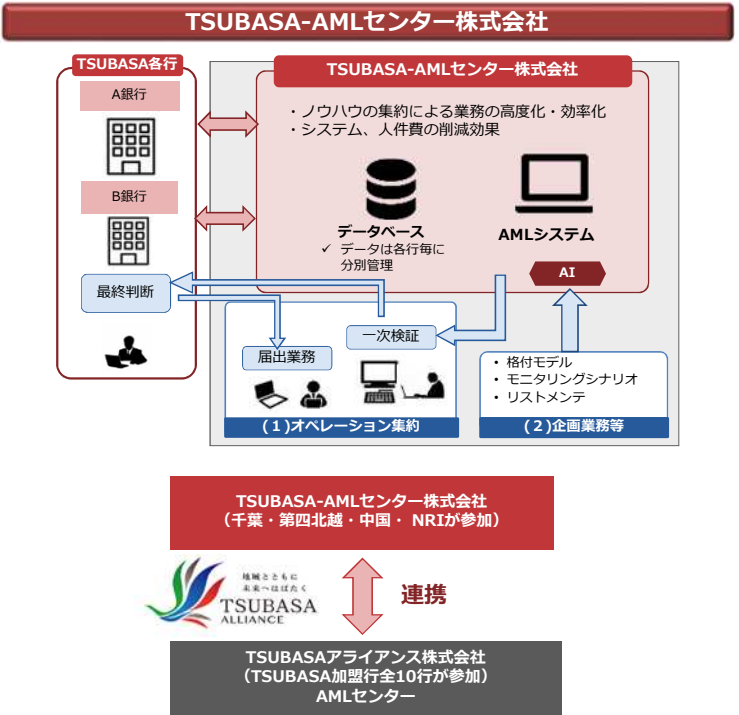 TSUBASA-AMLセンター株式会社
TSUBASA各行
A銀行
B銀行
最終判断
TSUBASA-AMLセンター株式会社
・ノウハウの集約による業務の高度化・効率化
・システム、人件費の削減効果
データベース
✓ データは各行毎に
分別管理
AMLシステム
AI
一次検証
届出業務
(1)オペレーション集約
• 格付モデル
• モニタリングシナリオ
• リストメンテ
(2)企画業務等
TSUBASA-AMLセンター株式会社
(千葉・第四北越・中国・ NRIが参加)
地域とともに
未来へはばたく
TSUBASA
ALLIANCE
連携
TSUBASAアライアンス株式会社
(TSUBASA加盟行全10行が参加)
AMLセンター